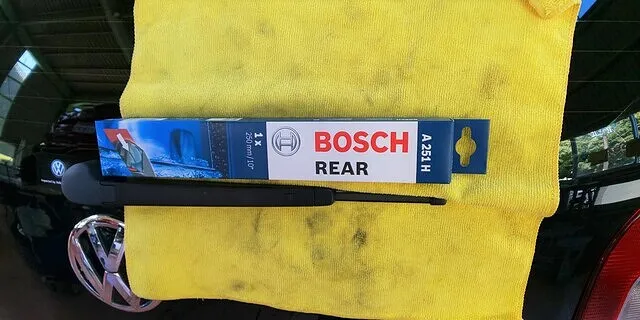 1 x
250 mm / 10"
BOSCH
REAR
A 251 H